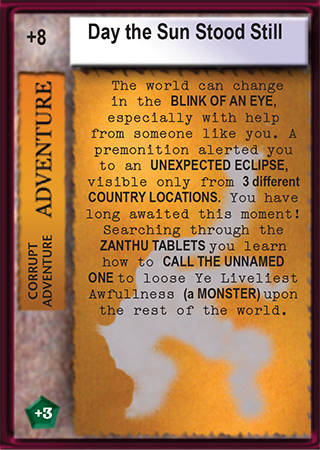 +8
Day the Sun Stood Still
CORRUPT
ADVENTURE
ADVENTURE
The world can change
in the BLINK OF AN EYE,
especially with help
from someone like you. A
premonition alerted you
to an UNEXPECTED ECLIPSE,
visible only from 3 different
COUNTRY LOCATIONS. You have
long awaited this moment!
Searching through the
ZANTHU TABLETS you learn
how to CALL THE UNNAMED
ONE to loose Ye Liveliest
Awfullness (a MONSTER) upon
the rest of the world.
+3